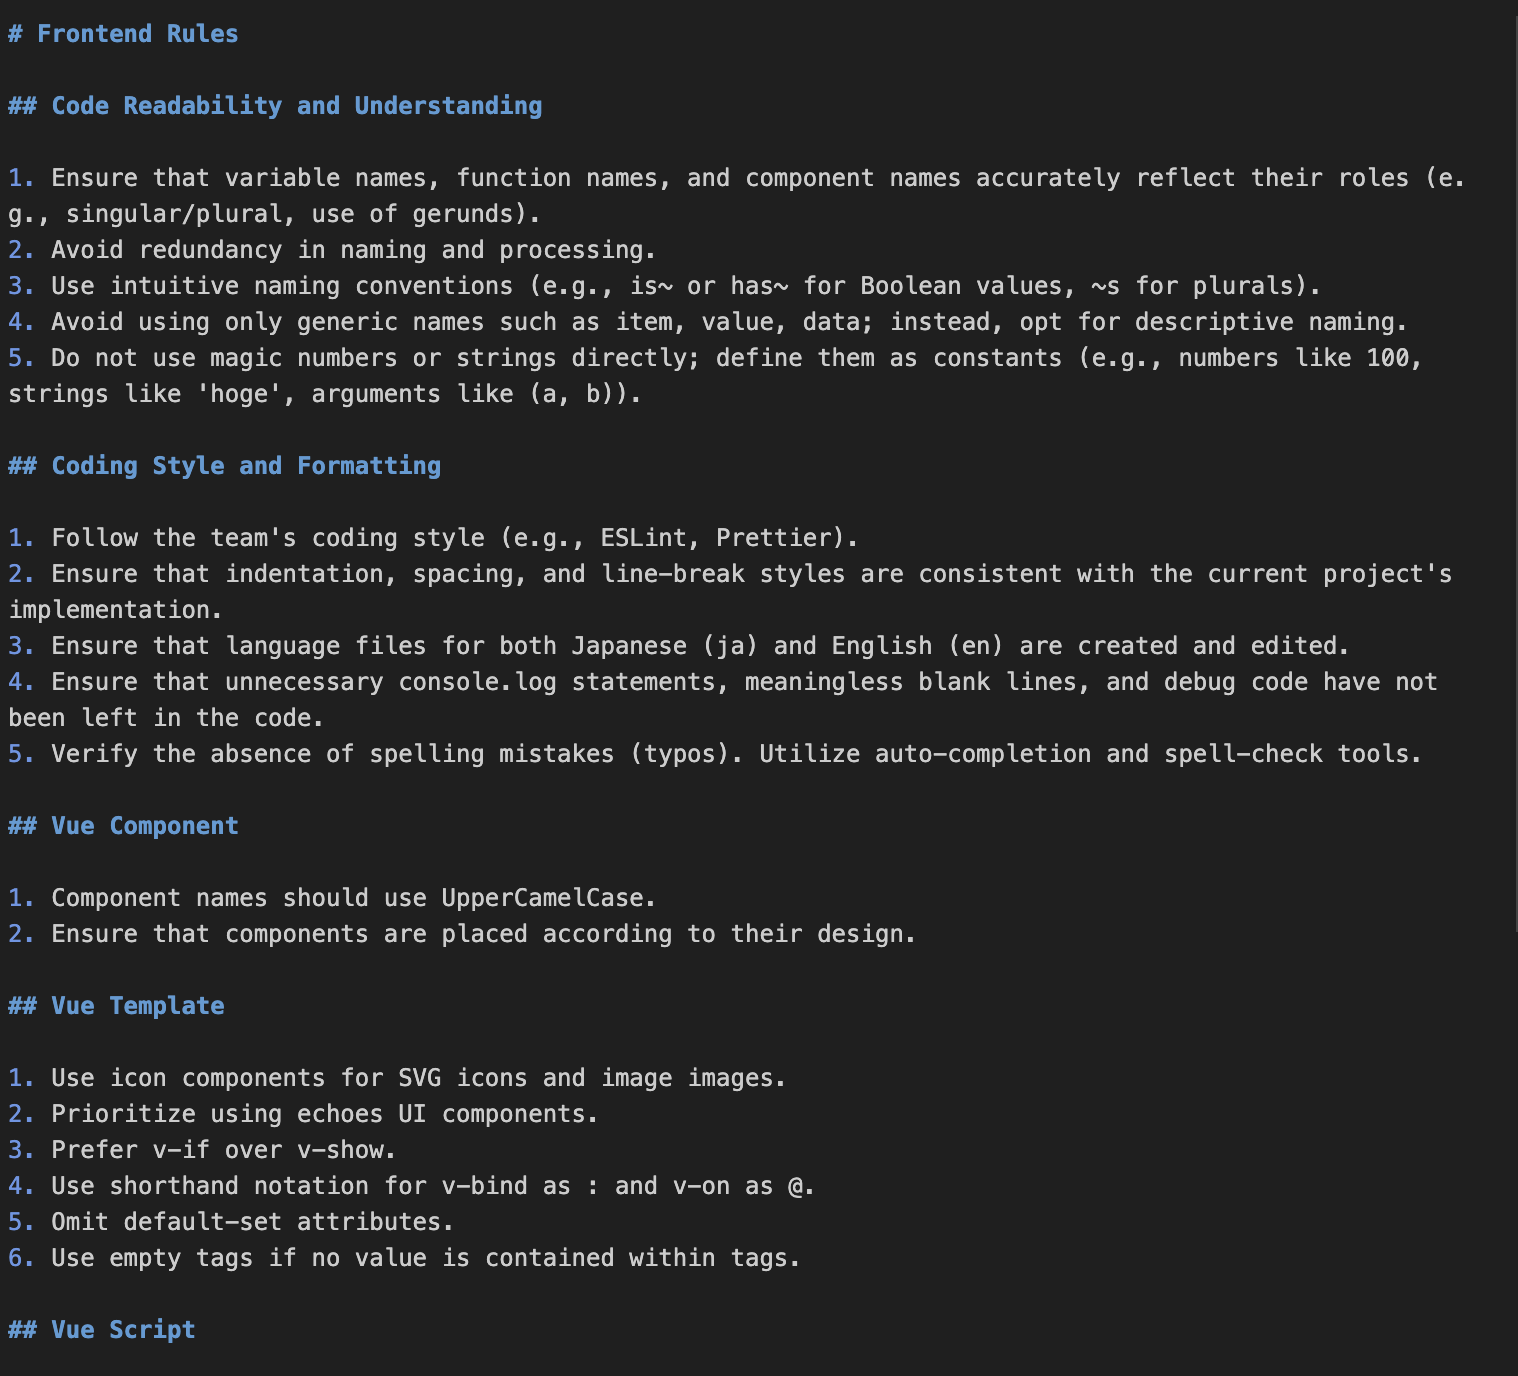 # Frontend Rules
## Code Readability and Understanding
1. Ensure that variable names, function names, and component names accurately reflect their roles (e.
g., singular/plural, use of gerunds).
2. Avoid redundancy in naming and processing.
3. Use intuitive naming conventions (e.g., is~ or has~ for Boolean values, ~s for plurals).
4. Avoid using only generic names such as item, value, data; instead, opt for descriptive naming.
5. Do not use magic numbers or strings directly; define them as constants (e.g., numbers like 100,
strings like 'hoge', arguments like (a, b)).
## Coding Style and Formatting
1. Follow the team's coding style (e.g., ESLint, Prettier).
2. Ensure that indentation, spacing, and line-break styles are consistent with the current project's
implementation.
3. Ensure that language files for both Japanese (ja) and English (en) are created and edited.
4. Ensure that unnecessary console.log statements, meaningless blank lines, and debug code have not
been left in the code.
5. Verify the absence of spelling mistakes (typos). Utilize auto-completion and spell-check tools.
## Vue Component
1. Component names should use UpperCamelCase.
2. Ensure that components are placed according to their design.
## Vue Template
1. Use icon components for SVG icons and image images.
2. Prioritize using echoes UI components.
3. Prefer v-if over v-show.
4. Use shorthand notation for v-bind as : and v-on as @.
5. Omit default-set attributes.
6. Use empty tags if no value is contained within tags.
## Vue Script